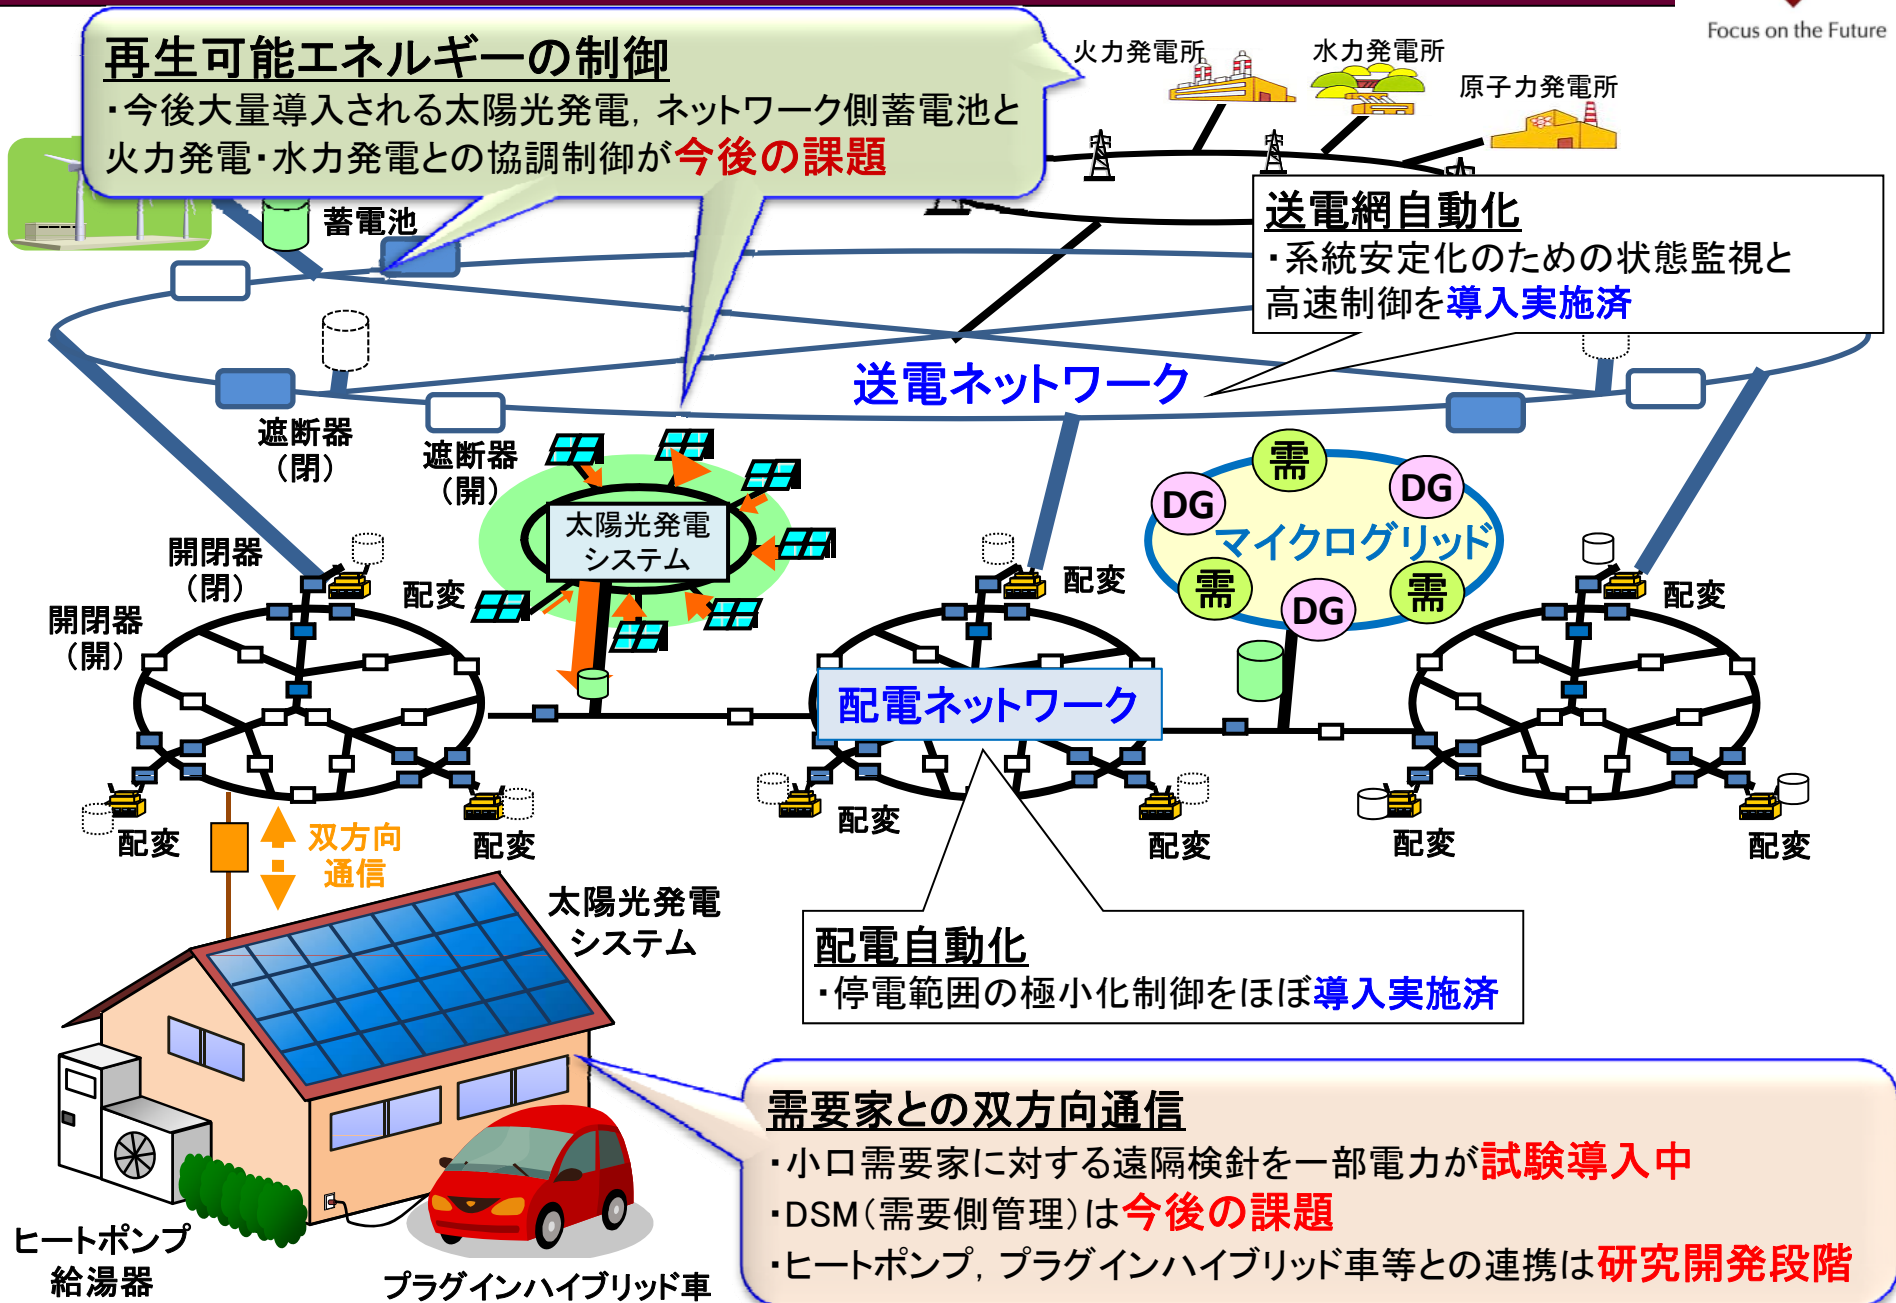 Focus on the Future
再生可能エネルギーの制御
・今後大量導入される太陽光発電, ネットワーク側蓄電池と
火力発電・水力発電との協調制御が今後の課題
火力発電所
水力発電所
原子力発電所
蓄電池
送電網自動化
・系統安定化のための状態監視と
高速制御を導入実施済
送電ネットワーク
遮断器
（閉）
遮断器
（開）
太陽光発電
システム
需
DG
DG
マイクログリッド
需
DG
需
開閉器
（閉）
開閉器
（開）
配変
配変
配変
配電ネットワーク
配変
配変
配変
配変
配変
配変
双方向
通信
太陽光発電
システム
配電自動化
・停電範囲の極小化制御をほぼ導入実施済
需要家との双方向通信
・小口需要家に対する遠隔検針を一部電力が試験導入中
・DSM（需要側管理）は今後の課題
・ヒートポンプ, プラグインハイブリッド車等との連携は研究開発段階
ヒートポンプ
給湯器
プラグインハイブリッド車